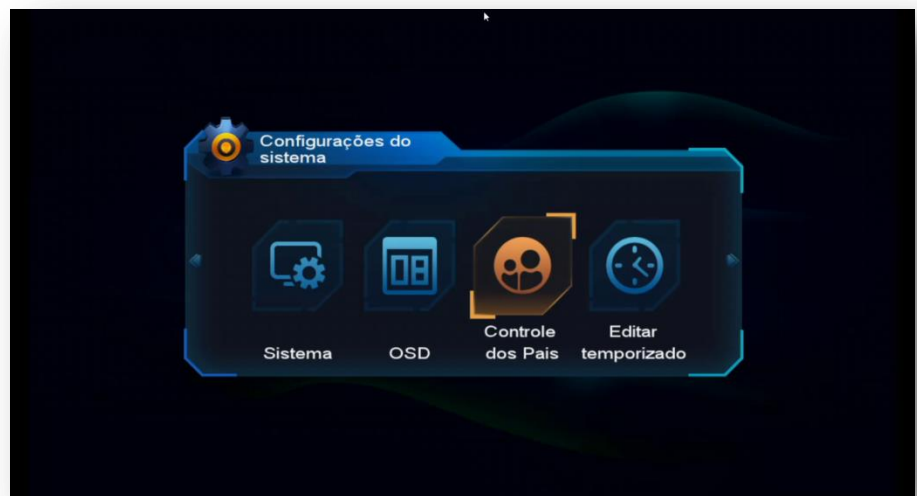 Configurações do
sistema
Sistema
OSD
Controle
dos Pais
Editar
temporizado